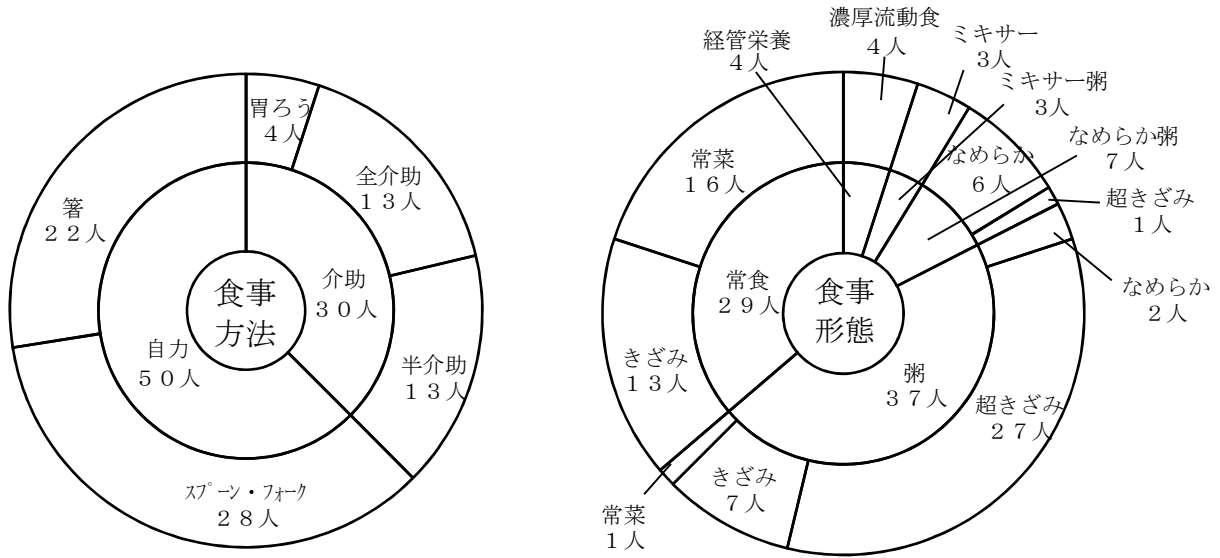 胃ろう
４人
全介助
１３人
介助
３０人
半介助
１３人
食事
方法
箸
２２人
自力
５０人
ｽﾌﾟｰﾝ・ﾌｫｰｸ
２８人
経管栄養
４人
濃厚流動食
４人
ミキサー
3人
ミキサー粥
3人
なめらか
６人
なめらか粥
７人
超きざみ
１人
なめらか
２人
常菜
１６人
常食
２９人
食事
形態
きざみ
１３人
粥
３７人
超きざみ
２７人
きざみ
７人
常菜
１人